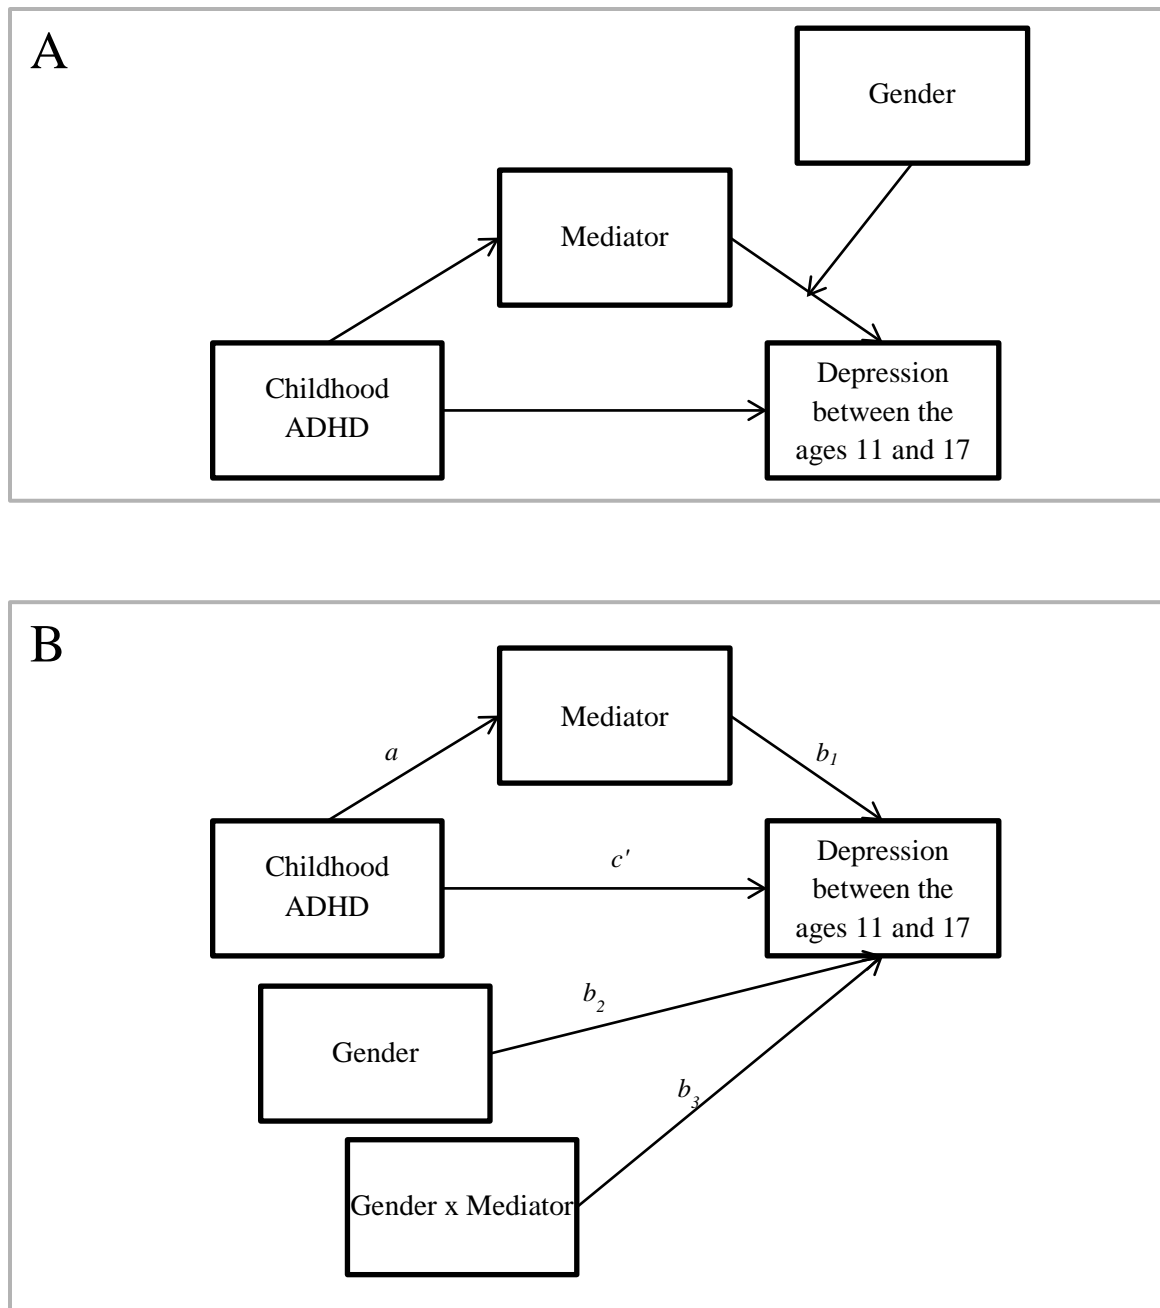 A
Gender
Mediator
Childhood
ADHD
Depression
between the
ages 11 and 17
B
Mediator
a
b1
Childhood
ADHD
c'
Depression
between the
ages 11 and 17
b2
Gender
b3
Gender x Mediator